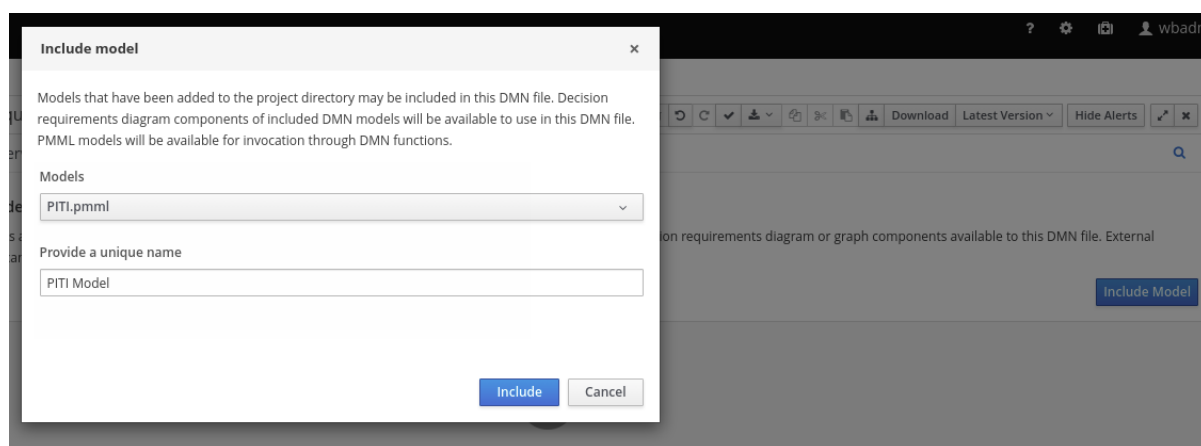 Include model
×
? wbadr
Models that have been added to the project directory may be included in this DMN file. Decision
requirements diagram components of included DMN models will be available to use in this DMN file.
PMML models will be available for invocation through DMN functions.
Download Latest Version Hide Alerts
Models
PITI.pmml
ion requirements diagram or graph components available to this DMN file. External
Provide a unique name
PITI Model
Include Model
Include Cancel